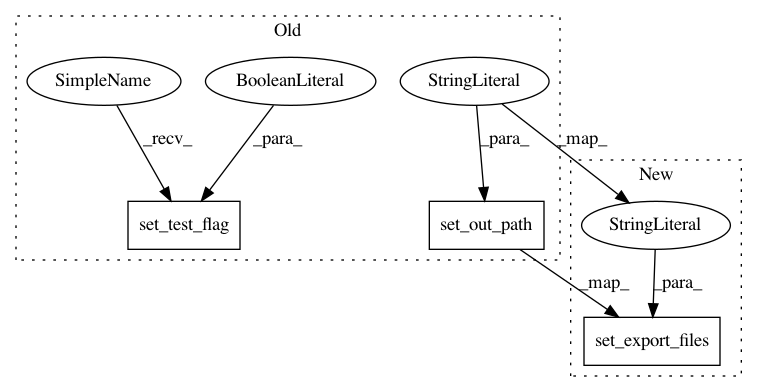 Old
SimpleName
BooleanLiteral
StringLiteral
_recv_
_para_
_para_
_map_
New
set_test_flag
set_out_path
StringLiteral
_map_
_para_
set_export_files